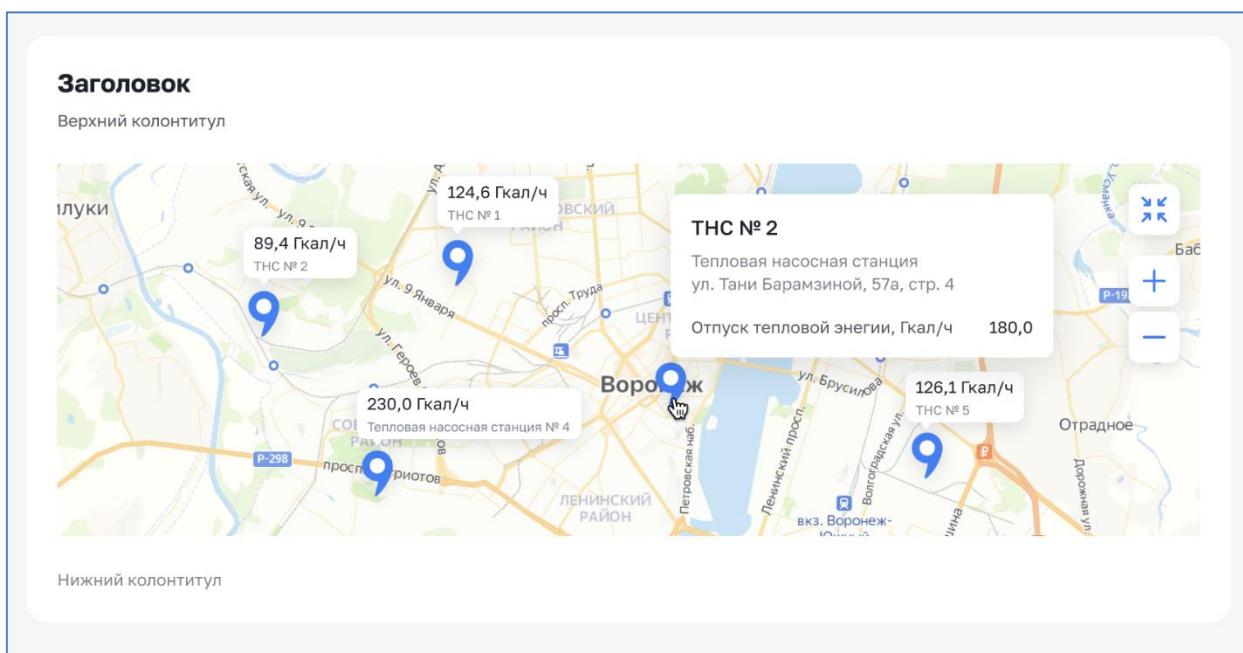 Заголовок
Верхний колонтитул
124,6 Гкал/ч
ТНС № 1
89,4 Гкал/ч
ТНС № 2
ТНС № 2
Тепловая насосная станция
ул. Тани Барамзиной, 57а, стр. 4
Отпуск тепловой энегии, Гкал/ч 180,0
ул. 9 Января
просп. Труда
ул. Героев
230,0 Гкал/ч
Тепловая насосная станция № 4
126,1 Гкал/ч
ТНС № 5
ул. Брусилова
Отрадное
Р-298
ЛЕНИНСКИЙ
РАЙОН
Петровская наб.
Ленинский просп.
Волгоградская ул.
Дорожная ул.
вкз. Воронеж-
Южный
Нижний колонтитул